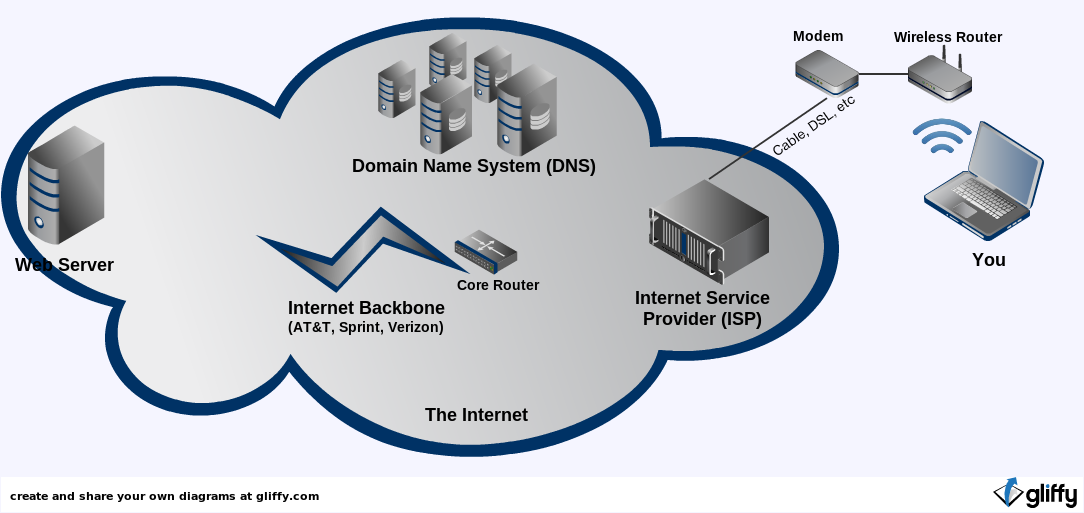 Modem
Wireless Router
Cable, DSL, etc
Domain Name System (DNS)
Web Server
You
Core Router
Internet Backbone
(AT&T, Sprint, Verizon)
Internet Service
Provider (ISP)
The Internet
create and share your own diagrams at gliffy.com
gliffy